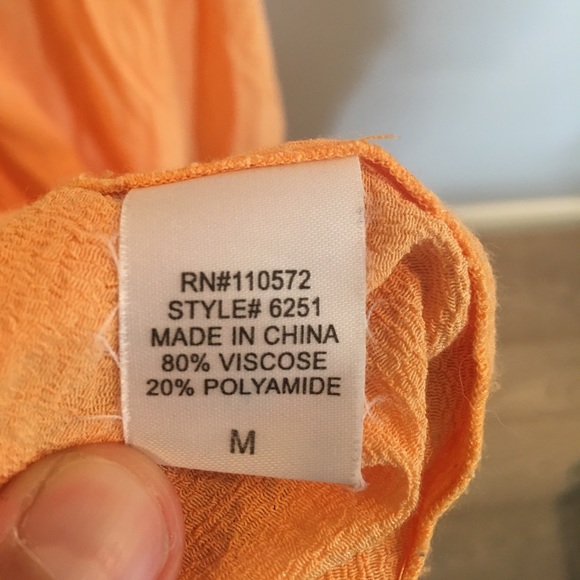 RN#110572
STYLE# 6251
MADE IN CHINA
80% VISCOSE
20% POLYAMIDE
M